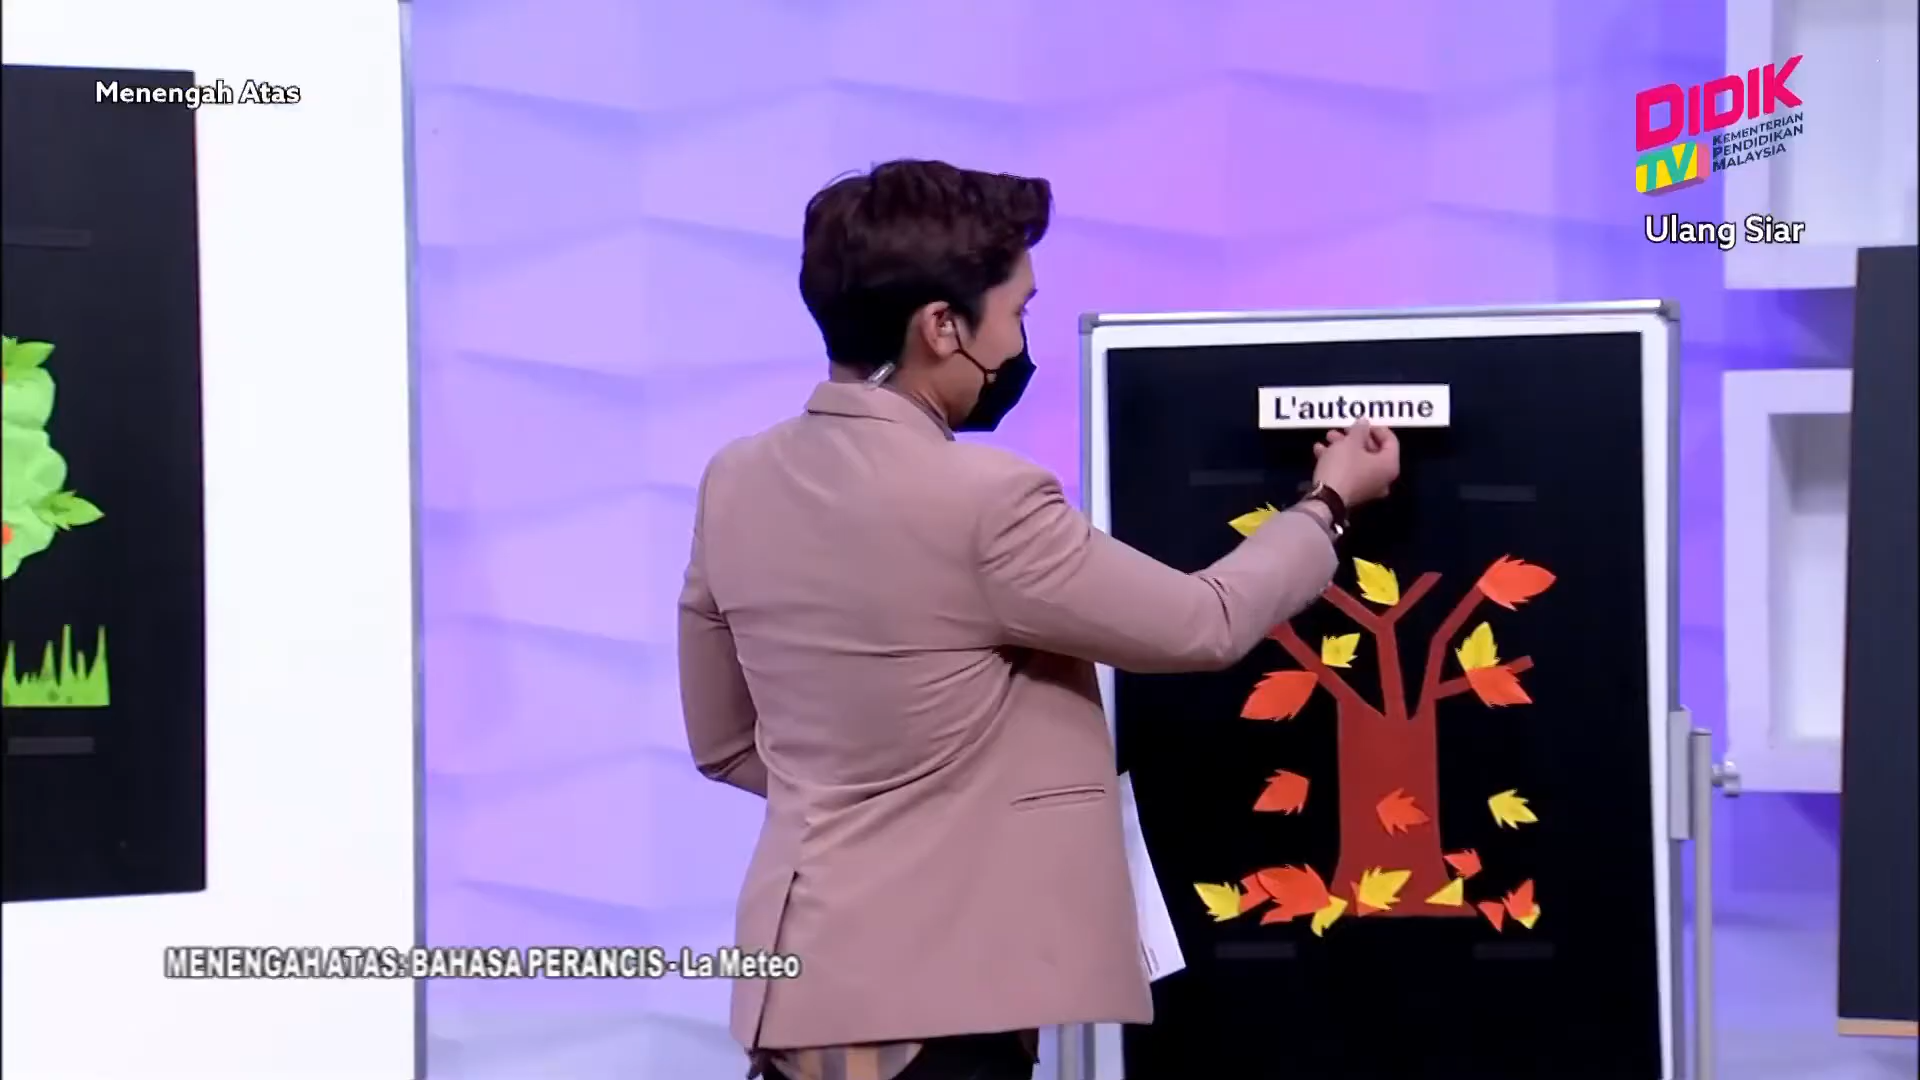 Menengah Atas
DIDIK
TV
KEMENTERIAN
PENDIDIKAN
MALAYSIA
Ulang Siar
L'automne
MENENGAH ATAS: BAHASA PERANCIS - La Meteo